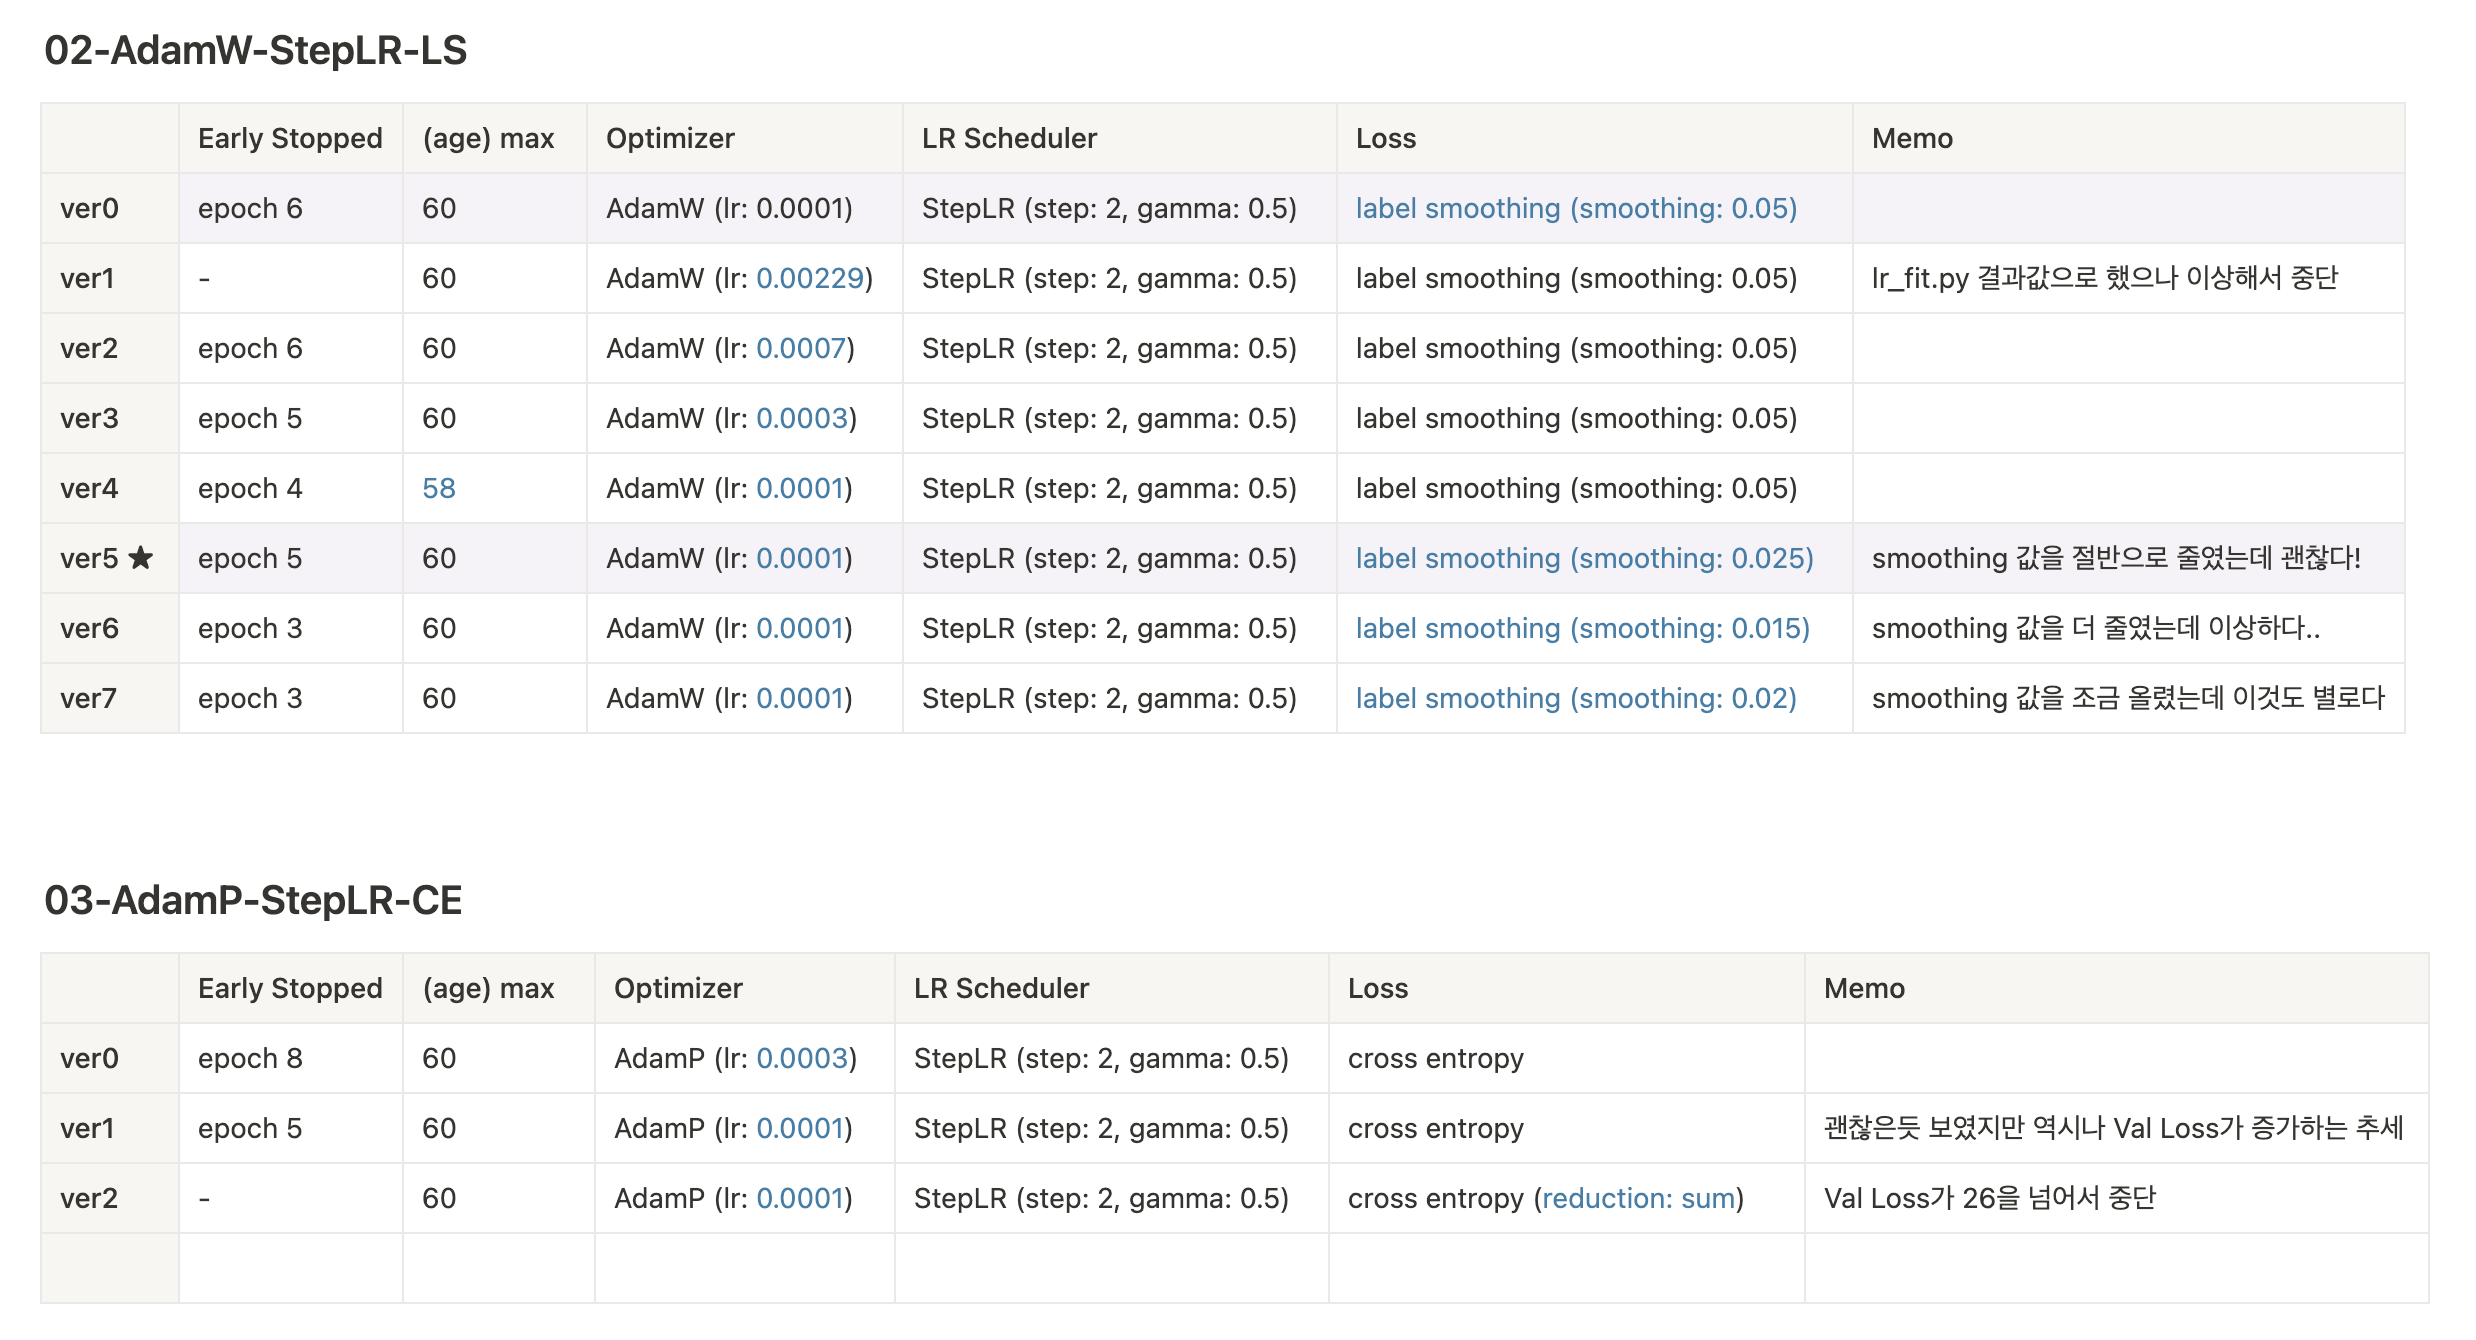 02-AdamW-StepLR-LS
Early Stopped (age) max Optimizer LR Scheduler Loss Memo
ver0 epoch 6 60 AdamW (lr: 0.0001) StepLR (step: 2, gamma: 0.5) label smoothing (smoothing: 0.05)
ver1 - 60 AdamW (lr: 0.00229) StepLR (step: 2, gamma: 0.5) label smoothing (smoothing: 0.05) lr_fit.py 결과값으로 했으나 이상해서 중단
ver2 epoch 6 60 AdamW (lr: 0.0007) StepLR (step: 2, gamma: 0.5) label smoothing (smoothing: 0.05)
ver3 epoch 5 60 AdamW (lr: 0.0003) StepLR (step: 2, gamma: 0.5) label smoothing (smoothing: 0.05)
ver4 epoch 4 58 AdamW (lr: 0.0001) StepLR (step: 2, gamma: 0.5) label smoothing (smoothing: 0.05)
ver5 ★ epoch 5 60 AdamW (lr: 0.0001) StepLR (step: 2, gamma: 0.5) label smoothing (smoothing: 0.025) smoothing 값을 절반으로 줄였는데 괜찮다!
ver6 epoch 3 60 AdamW (lr: 0.0001) StepLR (step: 2, gamma: 0.5) label smoothing (smoothing: 0.015) smoothing 값을 더 줄였는데 이상하다..
ver7 epoch 3 60 AdamW (lr: 0.0001) StepLR (step: 2, gamma: 0.5) label smoothing (smoothing: 0.02) smoothing 값을 조금 올렸는데 이것도 별로다
03-AdamP-StepLR-CE
Early Stopped (age) max Optimizer LR Scheduler Loss Memo
ver0 epoch 8 60 AdamP (lr: 0.0003) StepLR (step: 2, gamma: 0.5) cross entropy
ver1 epoch 5 60 AdamP (lr: 0.0001) StepLR (step: 2, gamma: 0.5) cross entropy 괜찮은듯 보였지만 역시나 Val Loss가 증가하는 추세
ver2 - 60 AdamP (lr: 0.0001) StepLR (step: 2, gamma: 0.5) cross entropy (reduction: sum) Val Loss가 26을 넘어서 중단